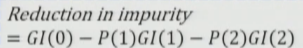 Reduction in impurity
= GI(0) − P(1)GI(1) − P(2)GI(2)